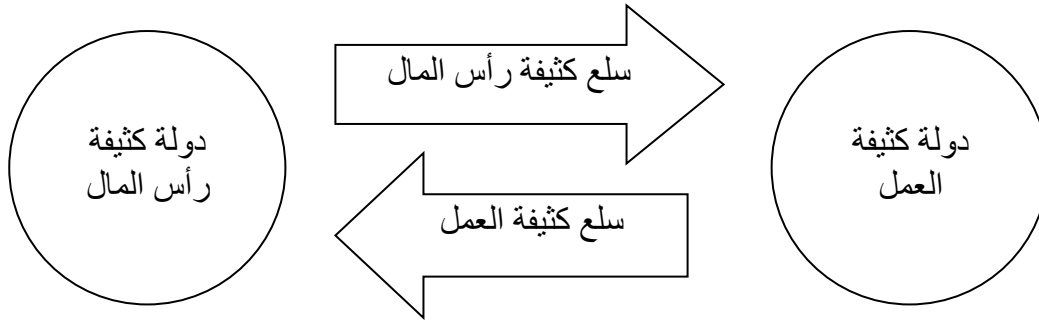 سلع كثيفة رأس المال
دولة كثيفة
رأس المال
دولة كثيفة
العمل
سلع كثيفة العمل